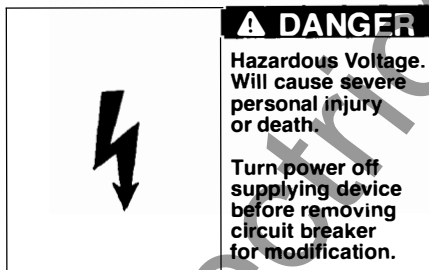 DANGER
Hazardous Voltage.
Will cause severe
personal injury
or death.
Turn power off
supplying device
before removing
circuit breaker
for modification.